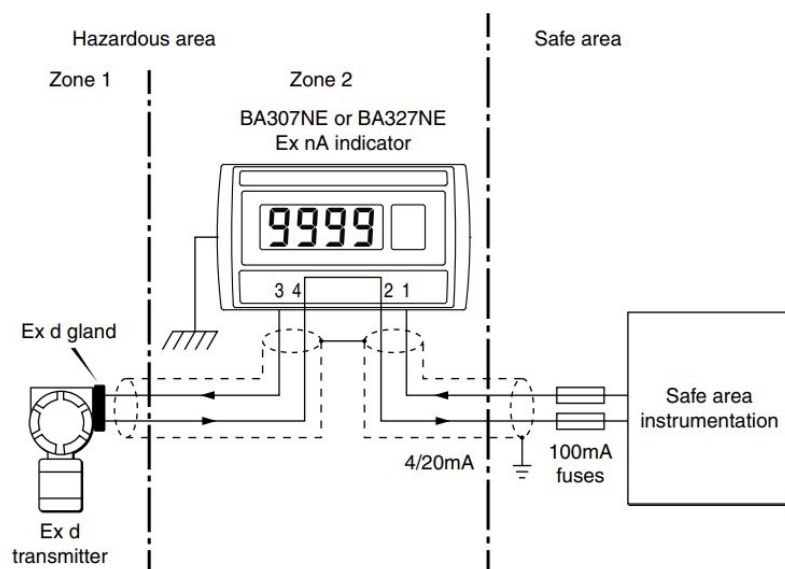 Hazardous area
Safe area
Zone 1
Zone 2
BA307NE or BA327NE
Ex nA indicator
9999
3 4
2 1
Ex d gland
Safe area
instrumentation
4/20mA
100mA
fuses
Ex d
transmitter